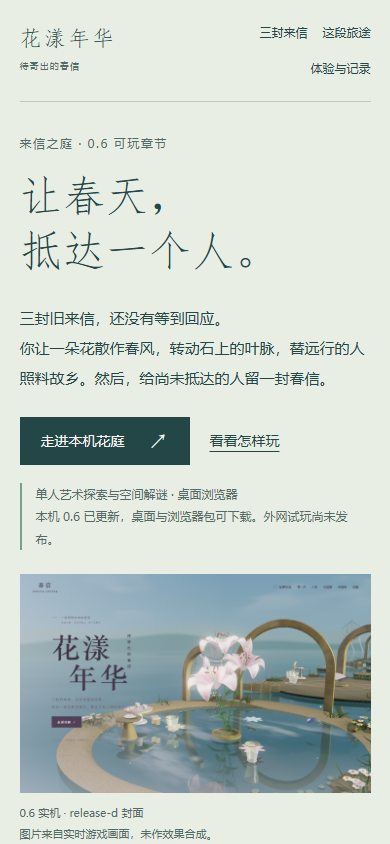 花漾年华
待寄出的春信
三封来信 这段旅途
体验与记录
来信之庭 · 0.6 可玩章节
让春天，
抵达一个人。
三封旧来信，还没有等到回应。
你让一朵花散作春风，转动石上的叶脉，替远行的人
照料故乡。然后，给尚未抵达的人留一封春信。
走进本机花庭 ↗
看看怎样玩
单人艺术探索与空间解谜 · 桌面浏览器
本机 0.6 已更新，桌面与浏览器包可下载。外网试玩尚未发
布。
花漾
年华
0.6 实机 · release-d 封面
图片来自实时游戏画面，未作效果合成。